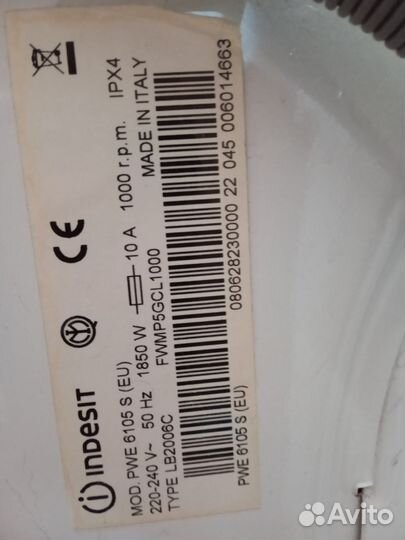 INDESIT
MOD. PWE 6105 S (EU)
220-240 V~ 50 Hz 1850 W 10 A 1000 r.p.m. IPX4
TYPE LB2006C FWMP5GCL1000 MADE IN ITALY
080628230000 22 045 006014663
PWE 6105 S (EU)
CE
Avito